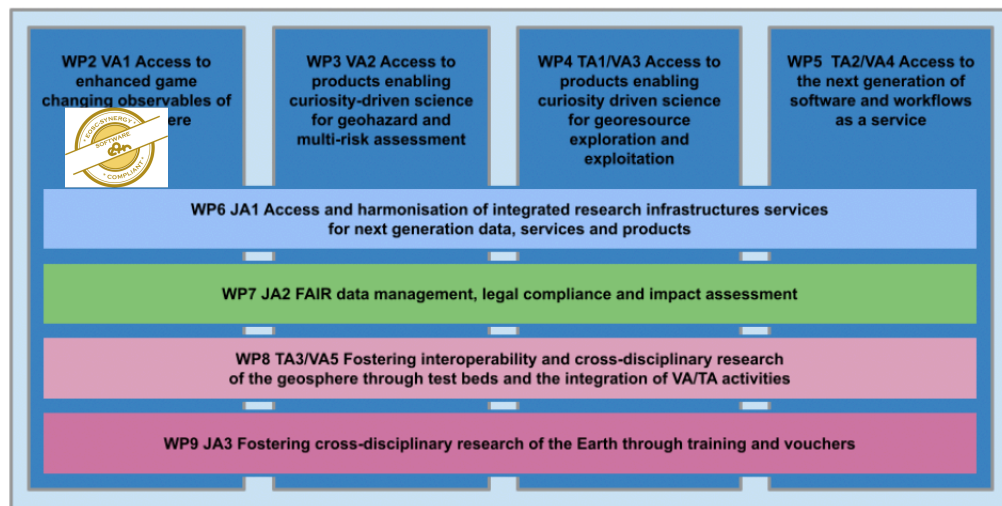 WP2 VA1 Access to
enhanced game
changing observables of
ere
EOSC-SYNERGY
SOFTWARE
COMPLIANT
WP3 VA2 Access to
products enabling
curiosity-driven science
for geohazard and
multi-risk assessment
WP4 TA1/VA3 Access to
products enabling
curiosity driven science
for georesource
exploration and
exploitation
WP5 TA2/VA4 Access to
the next generation of
software and workflows
as a service
WP6 JA1 Access and harmonisation of integrated research infrastructures services
for next generation data, services and products
WP7 JA2 FAIR data management, legal compliance and impact assessment
WP8 TA3/VA5 Fostering interoperability and cross-disciplinary research
of the geosphere through test beds and the integration of VA/TA activities
WP9 JA3 Fostering cross-disciplinary research of the Earth through training and vouchers